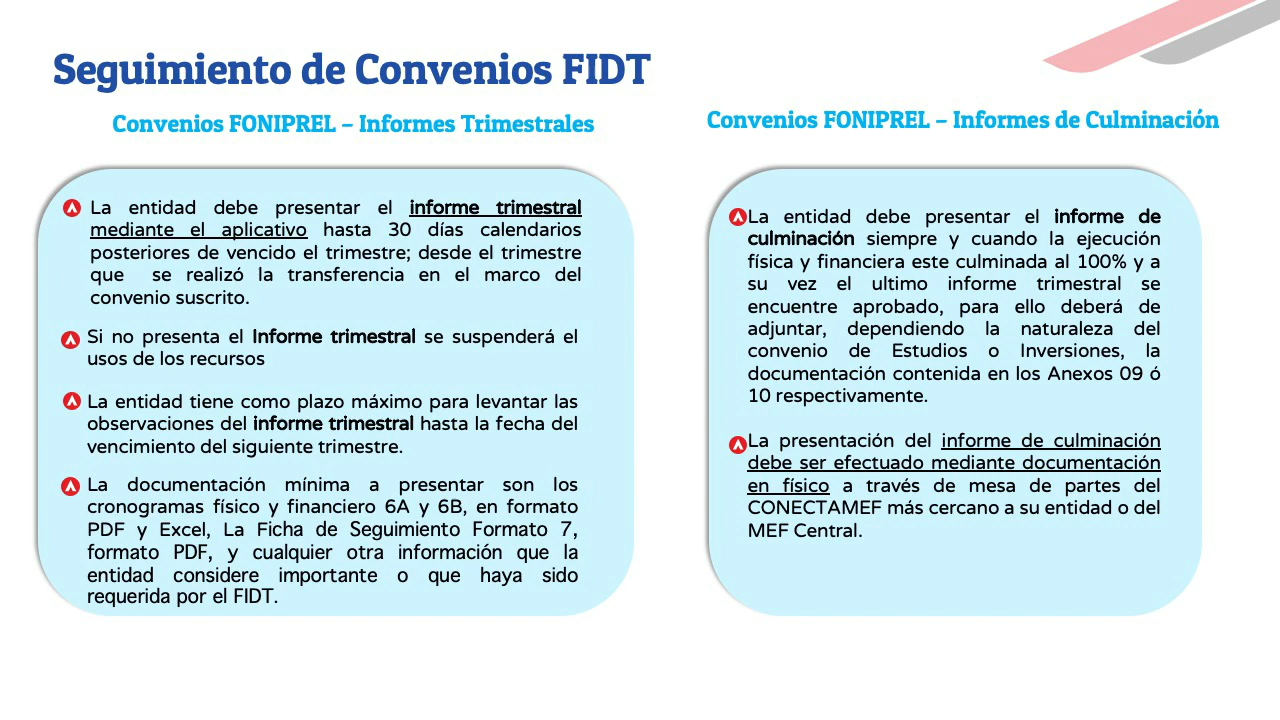 Seguimiento de Convenios FIDT
Convenios FONIPREL – Informes Trimestrales
La entidad debe presentar el informe trimestral
mediante el aplicativo hasta 30 días calendarios
posteriores de vencido el trimestre; desde el trimestre
que se realizó la transferencia en el marco del
convenio suscrito.
Si no presenta el Informe trimestral se suspenderá el
usos de los recursos
La entidad tiene como plazo máximo para levantar las
observaciones del informe trimestral hasta la fecha del
vencimiento del siguiente trimestre.
La documentación mínima a presentar son los
cronogramas físico y financiero 6A y 6B, en formato
PDF y Excel, La Ficha de Seguimiento Formato 7,
formato PDF, y cualquier otra información que la
entidad considere importante o que haya sido
requerida por el FIDT.
Convenios FONIPREL – Informes de Culminación
La entidad debe presentar el informe de
culminación siempre y cuando la ejecución
física y financiera este culminada al 100% y a
su vez el ultimo informe trimestral se
encuentre aprobado, para ello deberá de
adjuntar, dependiendo la naturaleza del
convenio de Estudios o Inversiones, la
documentación contenida en los Anexos 09 ó
10 respectivamente.
La presentación del informe de culminación
debe ser efectuado mediante documentación
en físico a través de mesa de partes del
CONECTAMEF más cercano a su entidad o del
MEF Central.